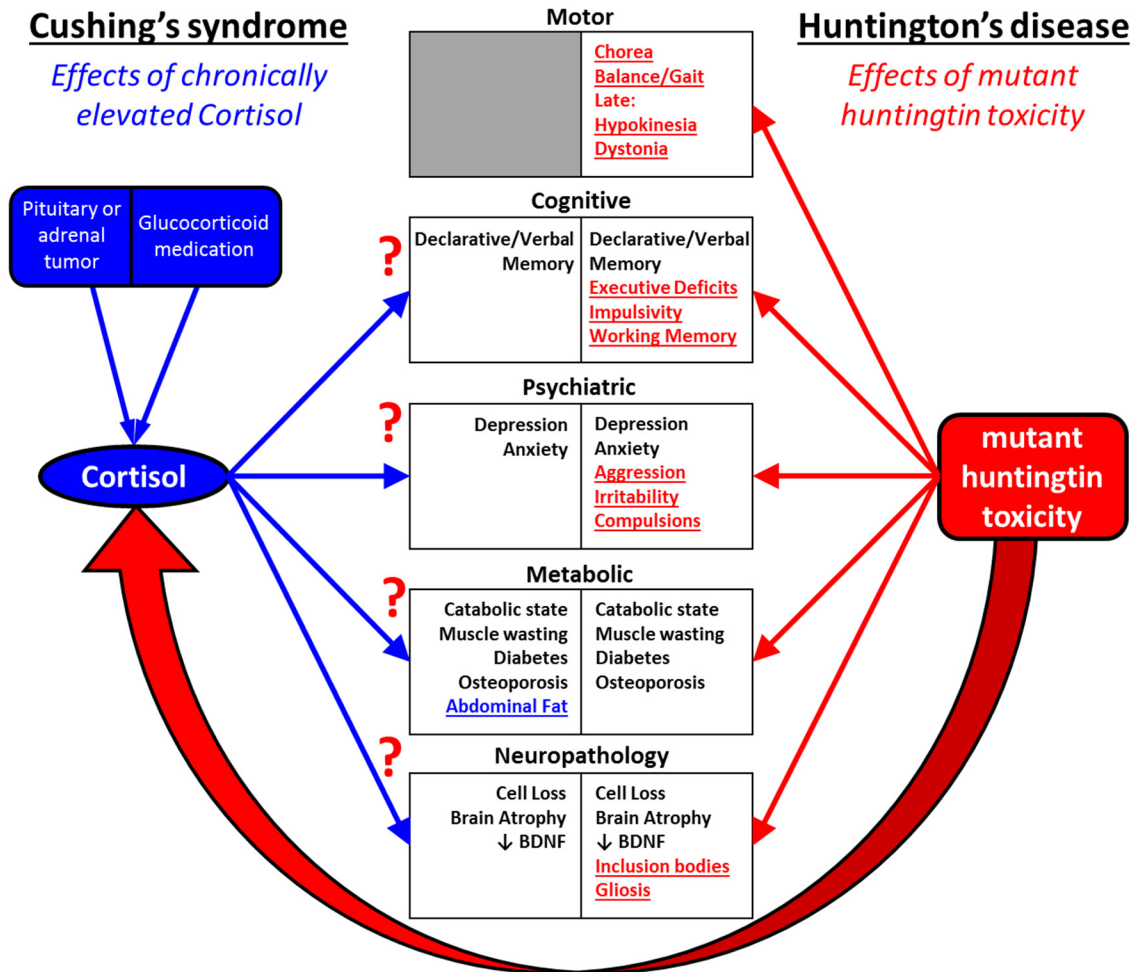 Cushing's syndrome
Effects of chronically
elevated Cortisol
Pituitary or
adrenal
tumor
Glucocorticoid
medication
Cortisol
Motor
Chorea
Balance/Gait
Late:
Hypokinesia
Dystonia
Cognitive
?
Declarative/Verbal
Memory
Declarative/Verbal
Memory
Executive Deficits
Impulsivity
Working Memory
Psychiatric
?
Depression
Anxiety
Depression
Anxiety
Aggression
Irritability
Compulsions
Metabolic
?
Catabolic state
Muscle wasting
Diabetes
Osteoporosis
Abdominal Fat
Catabolic state
Muscle wasting
Diabetes
Osteoporosis
Neuropathology
?
Cell Loss
Brain Atrophy
↓ BDNF
Cell Loss
Brain Atrophy
↓ BDNF
Inclusion bodies
Gliosis
Huntington's disease
Effects of mutant
huntingtin toxicity
mutant
huntingtin
toxicity